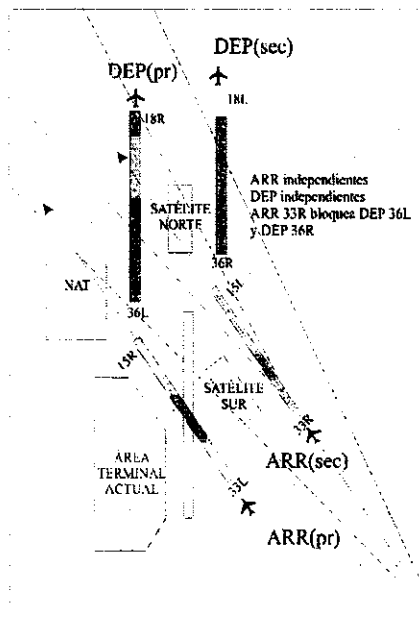 DEP(sec)
DEP(pr)
18L
18R
ARR independientes
DEP independientes
ARR 33R bloquea DEP 36L
y DEP 36R
SATÉLITE
NORTE
36R
15L
NAT
36L
15R
SATÉLITE
SUR
33R
ARR(sec)
ÁREA
TERMINAL
ACTUAL
33L
ARR(pr)